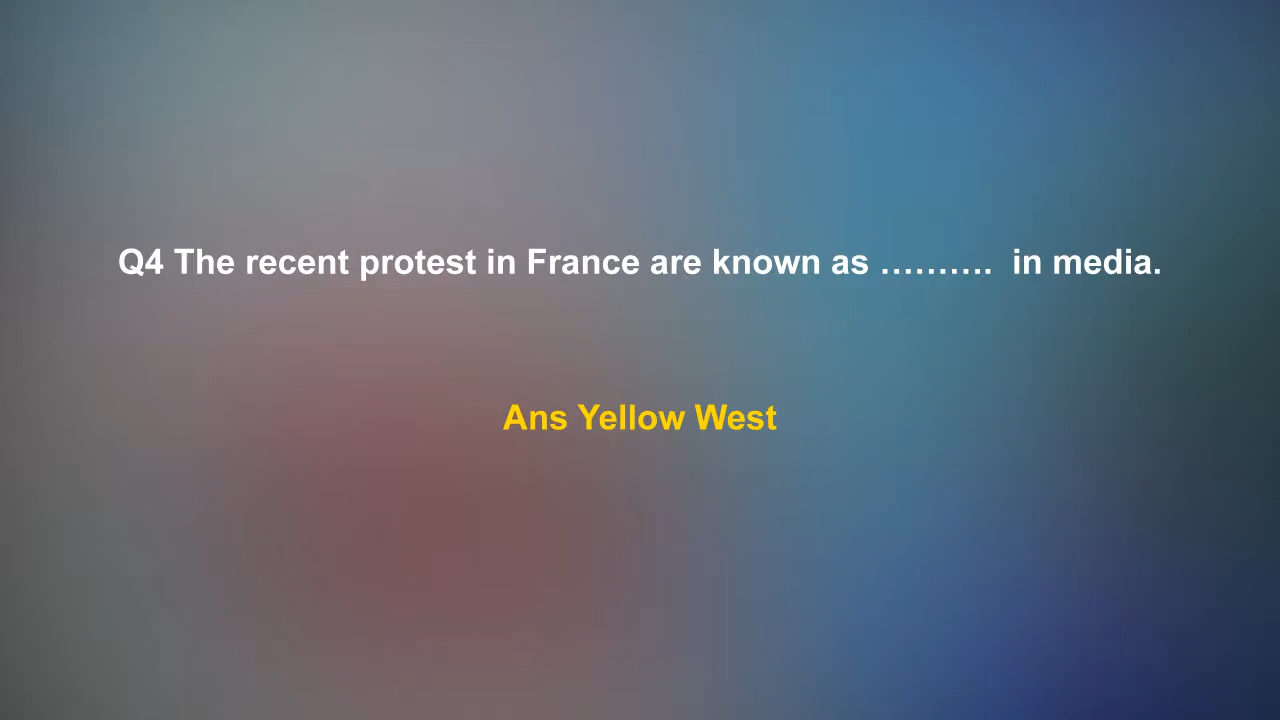 Q4 The recent protest in France are known as ………. in media.
Ans Yellow West